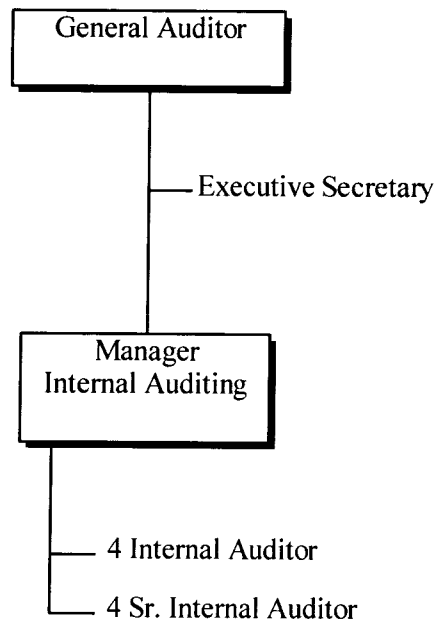 General Auditor
Executive Secretary
Manager
Internal Auditing
4 Internal Auditor
4 Sr. Internal Auditor